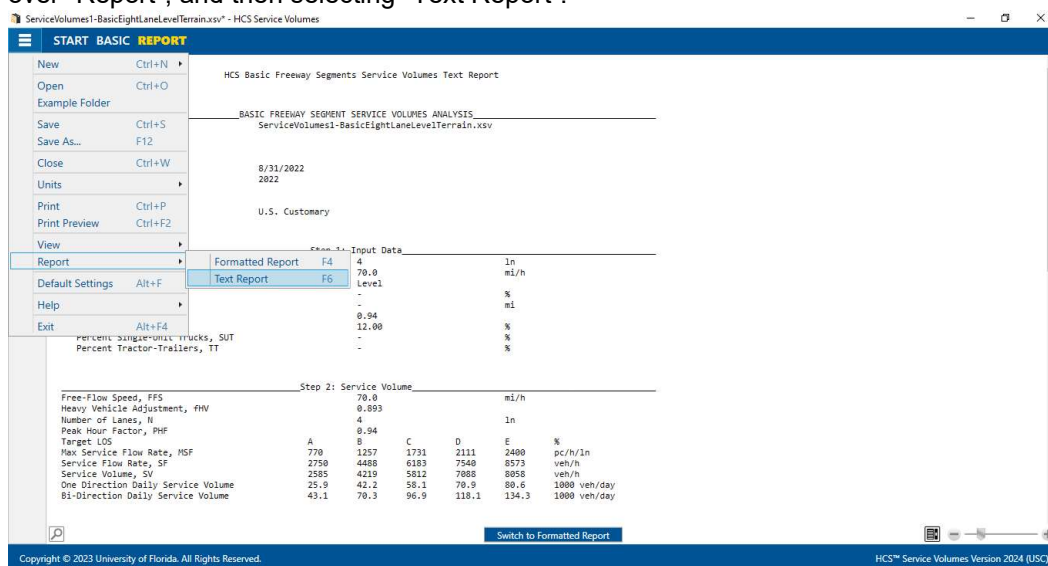 over "Report", and then selecting "Text Report".
ServiceVolumes1-BasicEightLaneLevelTerrain.xsv* - HCS Service Volumes
START BASIC REPORT
New Ctrl+N
Open Ctrl+O
Example Folder
Save Ctrl+S
Save As... F12
Close Ctrl+W
Units
Print Ctrl+P
Print Preview Ctrl+F2
View
Report
Default Settings Alt+F
Help
Exit Alt+F4
Formatted Report F4
Text Report F6
HCS Basic Freeway Segments Service Volumes Text Report
BASIC FREEWAY SEGMENT SERVICE VOLUMES ANALYSIS
ServiceVolumes1-BasicEightLaneLevelTerrain.xsv
8/31/2022
2022
U.S. Customary
Step 1: Input Data
4 ln
70.0 mi/h
Level
- %
- mi
0.94
12.00 %
Percent Single-Unit Trucks, SUT - %
Percent Tractor-Trailers, TT - %
Step 2: Service Volume
Free-Flow Speed, FFS 70.0 mi/h
Heavy Vehicle Adjustment, fHV 0.893
Number of Lanes, N 4 ln
Peak Hour Factor, PHF 0.94
Target LOS A B C D E %
Max Service Flow Rate, MSF 770 1257 1731 2111 2400 pc/h/ln
Service Flow Rate, SF 2750 4488 6183 7540 8573 veh/h
Service Volume, SV 2585 4219 5812 7088 8058 veh/h
One Direction Daily Service Volume 25.9 42.2 58.1 70.9 80.6 1000 veh/day
Bi-Direction Daily Service Volume 43.1 70.3 96.9 118.1 134.3 1000 veh/day
Switch to Formatted Report
Copyright © 2023 University of Florida. All Rights Reserved.
HCS™ Service Volumes Version 2024 (USC)